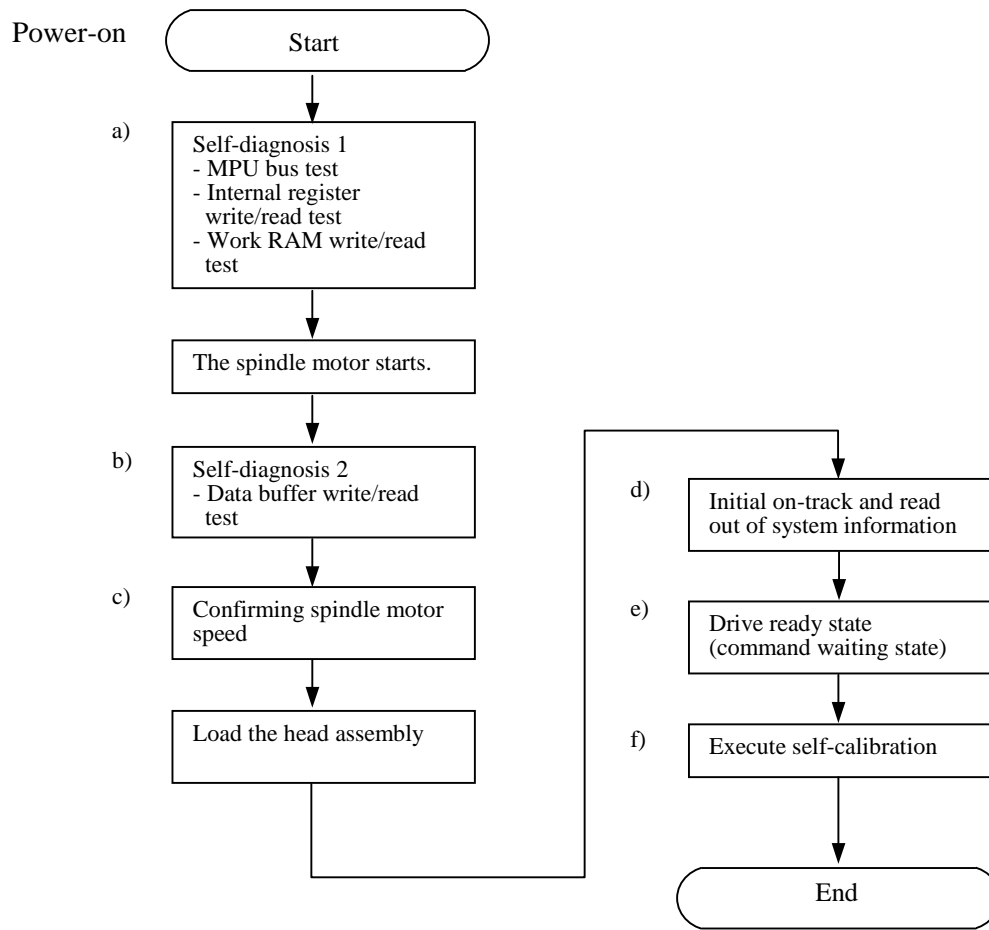 Power-on
Start
a)
Self-diagnosis 1
- MPU bus test
- Internal register
write/read test
- Work RAM write/read
test
The spindle motor starts.
b)
Self-diagnosis 2
- Data buffer write/read
test
c)
Confirming spindle motor
speed
Load the head assembly
d)
Initial on-track and read
out of system information
e)
Drive ready state
(command waiting state)
f)
Execute self-calibration
End